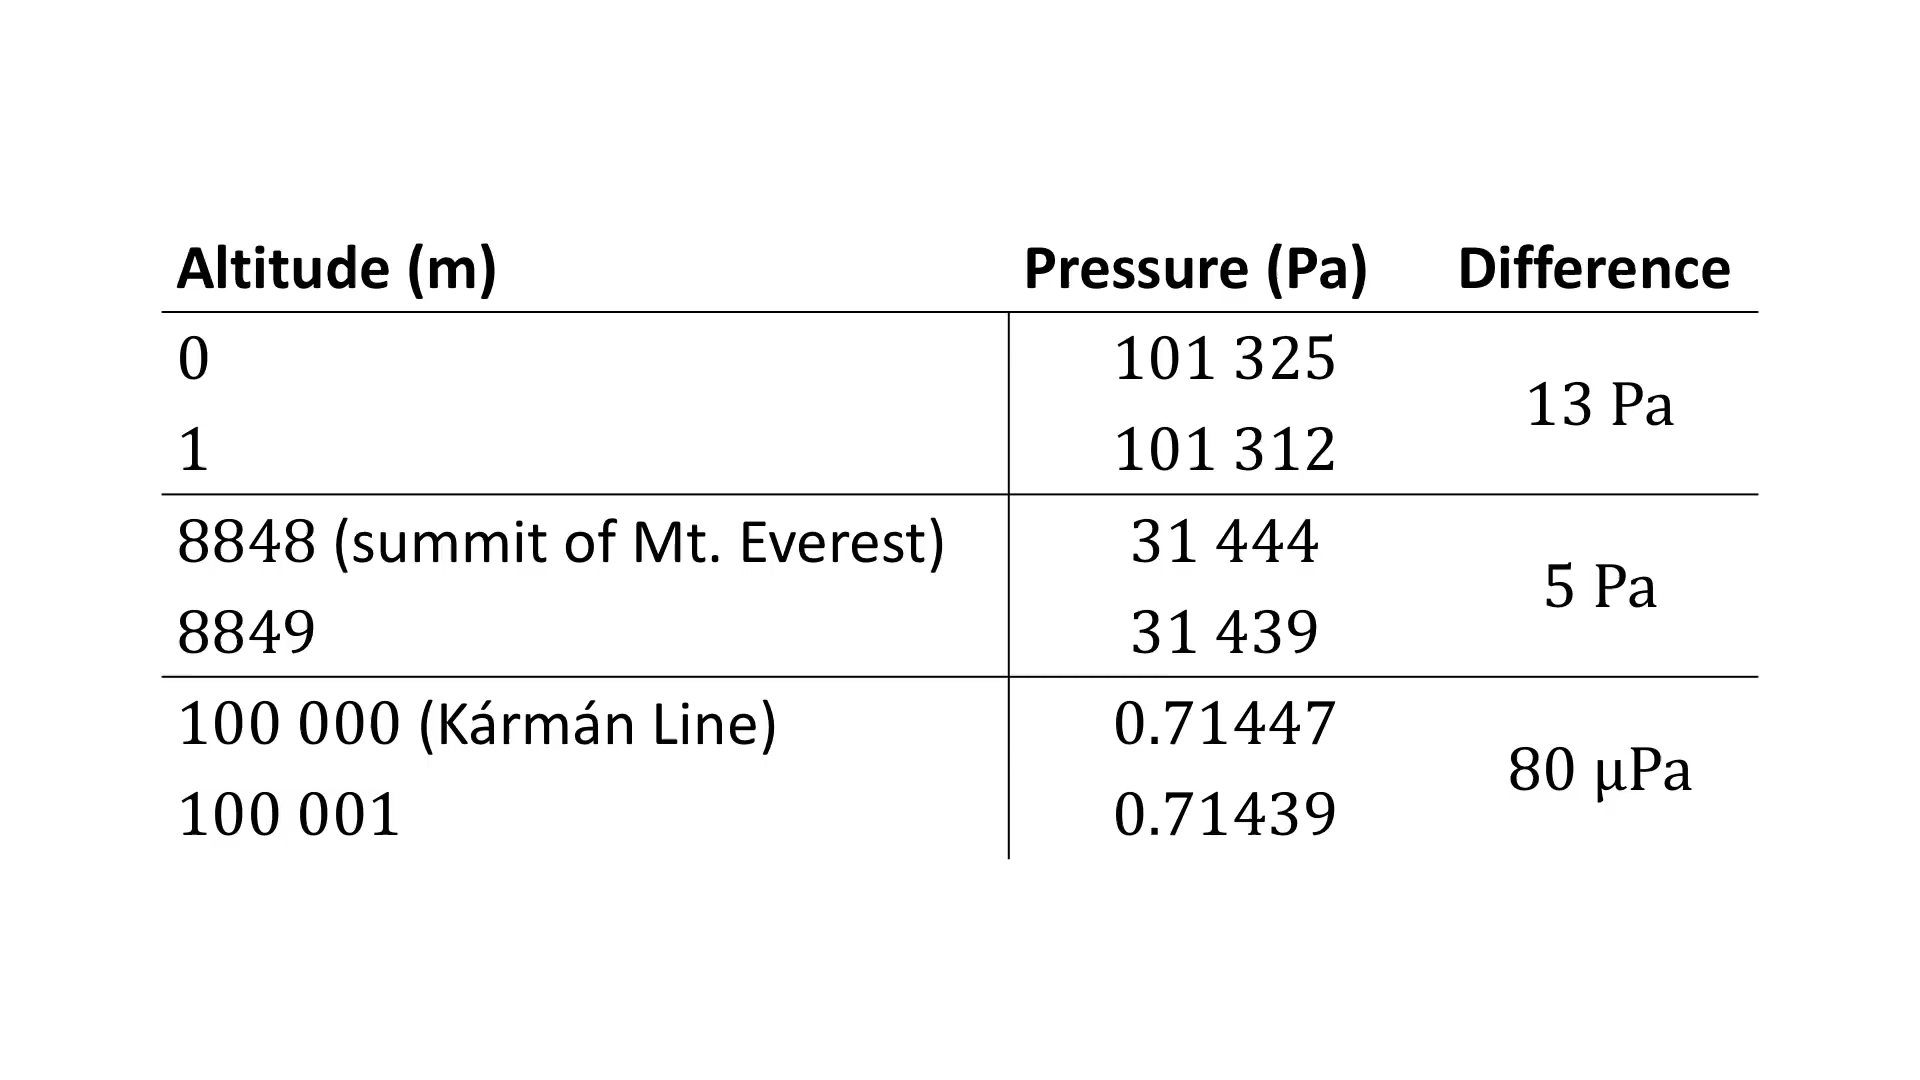 Altitude (m) Pressure (Pa) Difference
0 101 325
13 Pa
1 101 312
8848 (summit of Mt. Everest) 31 444
5 Pa
8849 31 439
100 000 (Kármán Line) 0.71447
80 μPa
100 001 0.71439